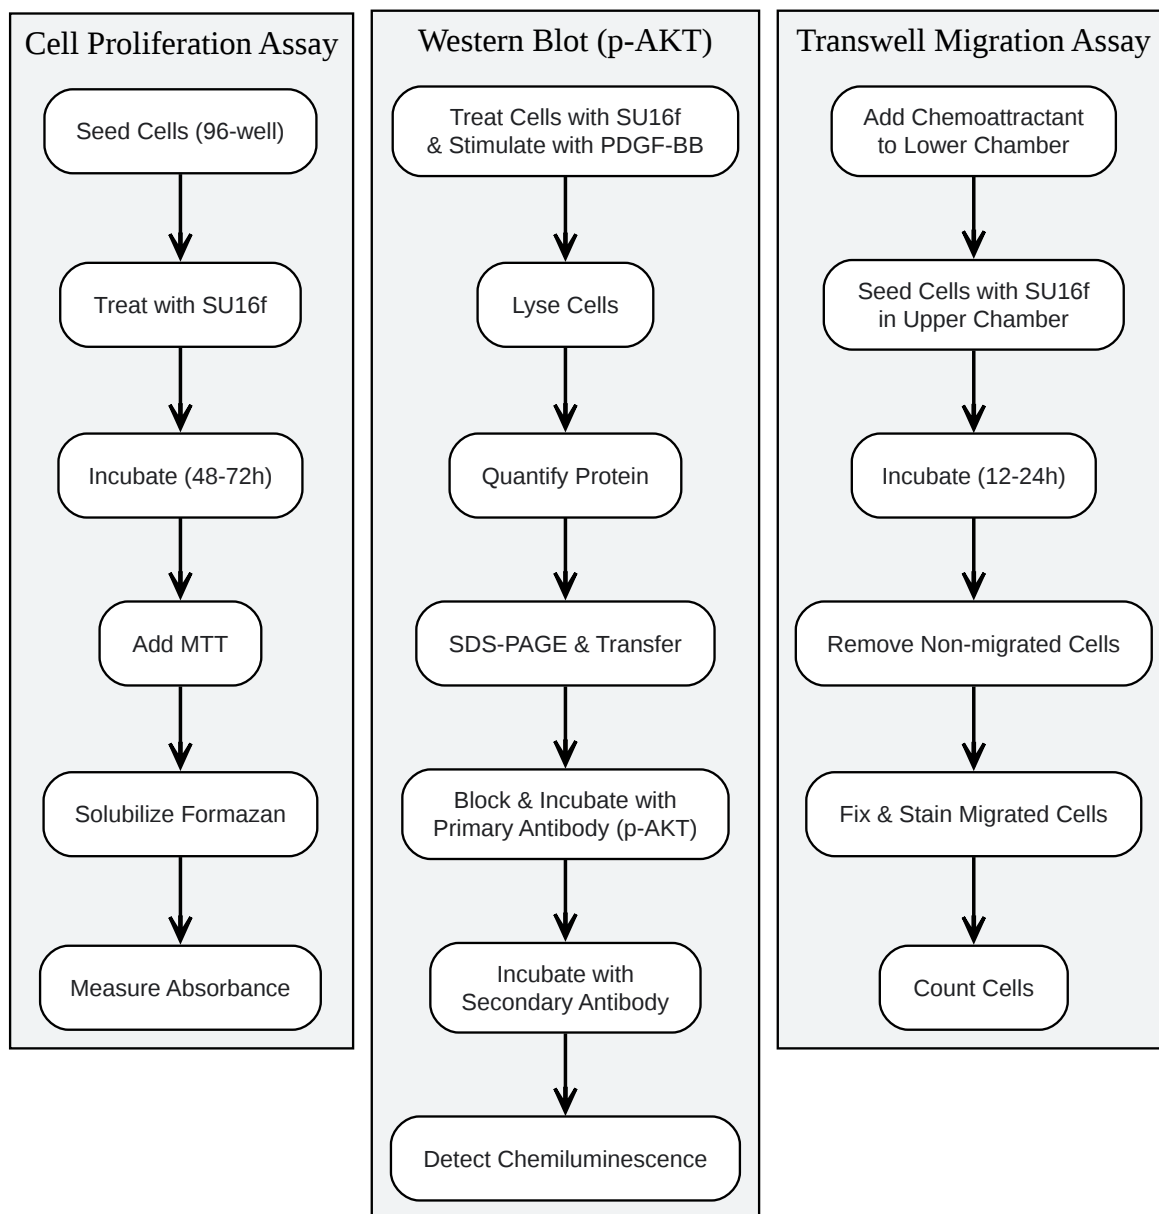 Cell Proliferation Assay
Seed Cells (96-well)
Treat with SU16f
Incubate (48-72h)
Add MTT
Solubilize Formazan
Measure Absorbance
Western Blot (p-AKT)
Treat Cells with SU16f
& Stimulate with PDGF-BB
Lyse Cells
Quantify Protein
SDS-PAGE & Transfer
Block & Incubate with
Primary Antibody (p-AKT)
Incubate with
Secondary Antibody
Detect Chemiluminescence
Transwell Migration Assay
Add Chemoattractant
to Lower Chamber
Seed Cells with SU16f
in Upper Chamber
Incubate (12-24h)
Remove Non-migrated Cells
Fix & Stain Migrated Cells
Count Cells